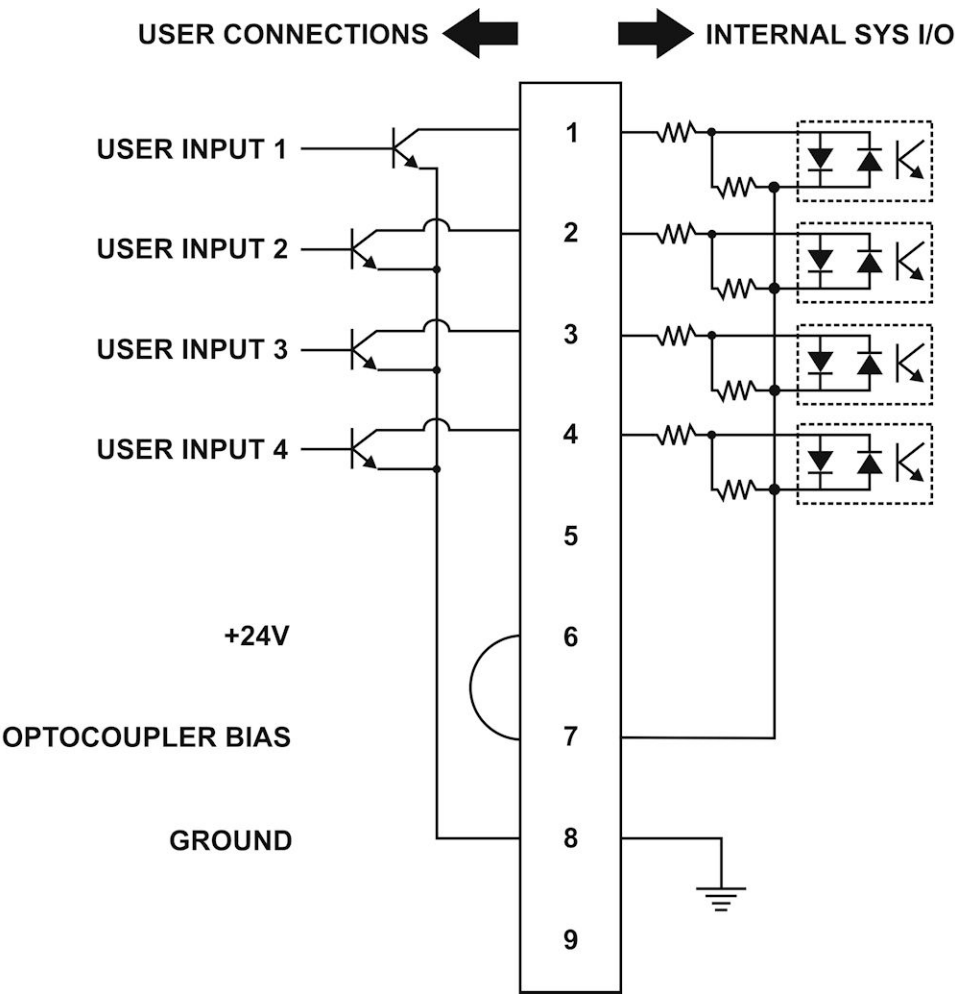 USER CONNECTIONS
INTERNAL SYS I/O
USER INPUT 1
1
USER INPUT 2
2
USER INPUT 3
3
USER INPUT 4
4
5
+24V
6
OPTOCOUPLER BIAS
7
GROUND
8
9